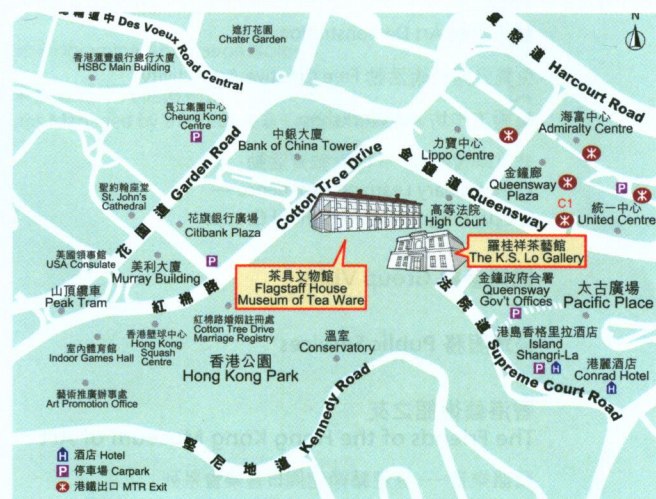 道中 Des Voeux Road Central
遮打花園
Chater Garden
N
夏慤道 Harcourt Road
香港滙豐銀行總行大廈
HSBC Main Building
長江集團中心
Cheung Kong
Centre
P
中銀大廈
Bank of China Tower
力寶中心
Lippo Centre
海富中心
Admiralty Centre
金鐘廊
Queensway
Plaza
C1
P
統一中心
United Centre
聖約翰座堂
St. John's
Cathedral
花園道 Garden Road
花旗銀行廣場
Citibank Plaza
紅棉路 Cotton Tree Drive
金鐘道 Queensway
高等法院
High Court
羅桂祥茶藝館
The K.S. Lo Gallery
美國領事館
USA Consulate
美利大廈
Murray Building
P
茶具文物館
Flagstaff House
Museum of Tea Ware
金鐘政府合署
Queensway
Gov't Offices
P
太古廣場
Pacific Place
山頂纜車
Peak Tram
法院道 Supreme Court Road
香港壁球中心
Hong Kong
Squash
Centre
紅棉路婚姻註冊處
Cotton Tree Drive
Marriage Registry
溫室
Conservatory
港島香格里拉酒店
Island
Shangri-La
P H
港麗酒店
Conrad Hotel
H
室內體育館
Indoor Games Hall
香港公園
Hong Kong Park
藝術推廣辦事處
Art Promotion Office
堅尼地道 Kennedy Road
H 酒店 Hotel
P 停車場 Carpark
港鐵出口 MTR Exit